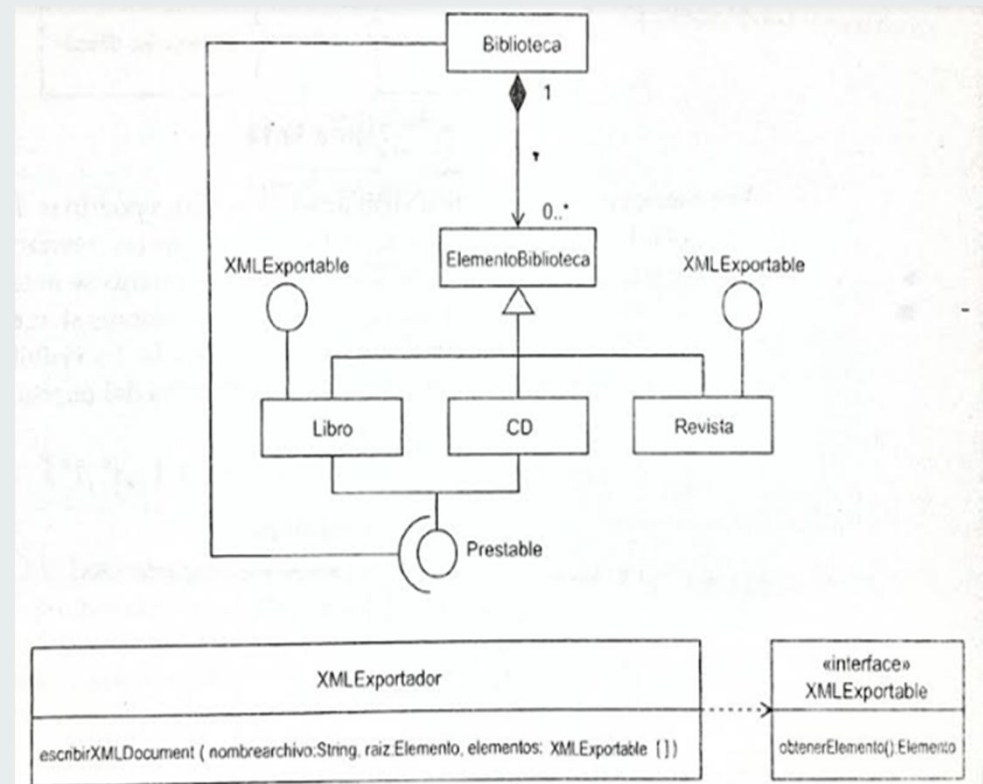 Biblioteca
1
0..*
ElementoBiblioteca
XMLExportable
XMLExportable
Libro
CD
Revista
Prestable
XMLExportador
escribirXMLDocument ( nombrearchivo:String, raiz:Elemento, elementos: XMLExportable [ ] )
«interface»
XMLExportable
obtenerElemento():Elemento